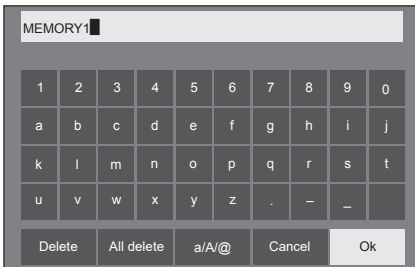 MEMORY1
1 2 3 4 5 6 7 8 9 0
a b c d e f g h i j
k l m n o p q r s t
u v w x y z . – _
Delete All delete a/A/@ Cancel Ok